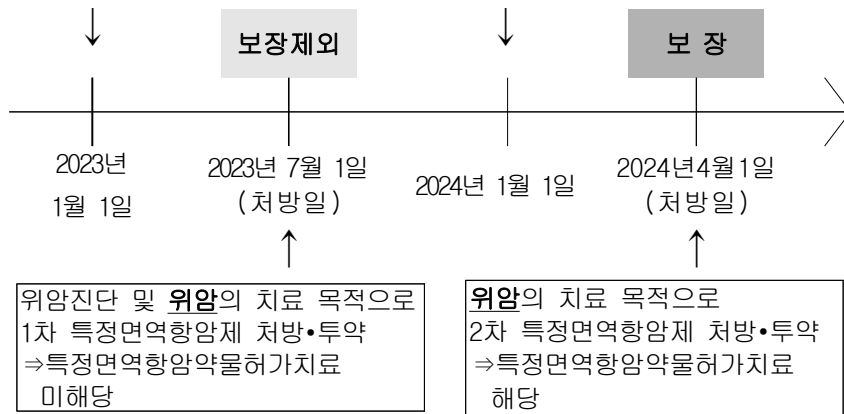 보장제외
보 장
2023년
1월 1일
2023년 7월 1일
(처방일)
2024년 1월 1일
2024년4월1일
(처방일)
위암진단 및 위암의 치료 목적으로
1차 특정면역항암제 처방•투약
⇒특정면역항암약물허가치료
미해당
위암의 치료 목적으로
2차 특정면역항암제 처방•투약
⇒특정면역항암약물허가치료
해당